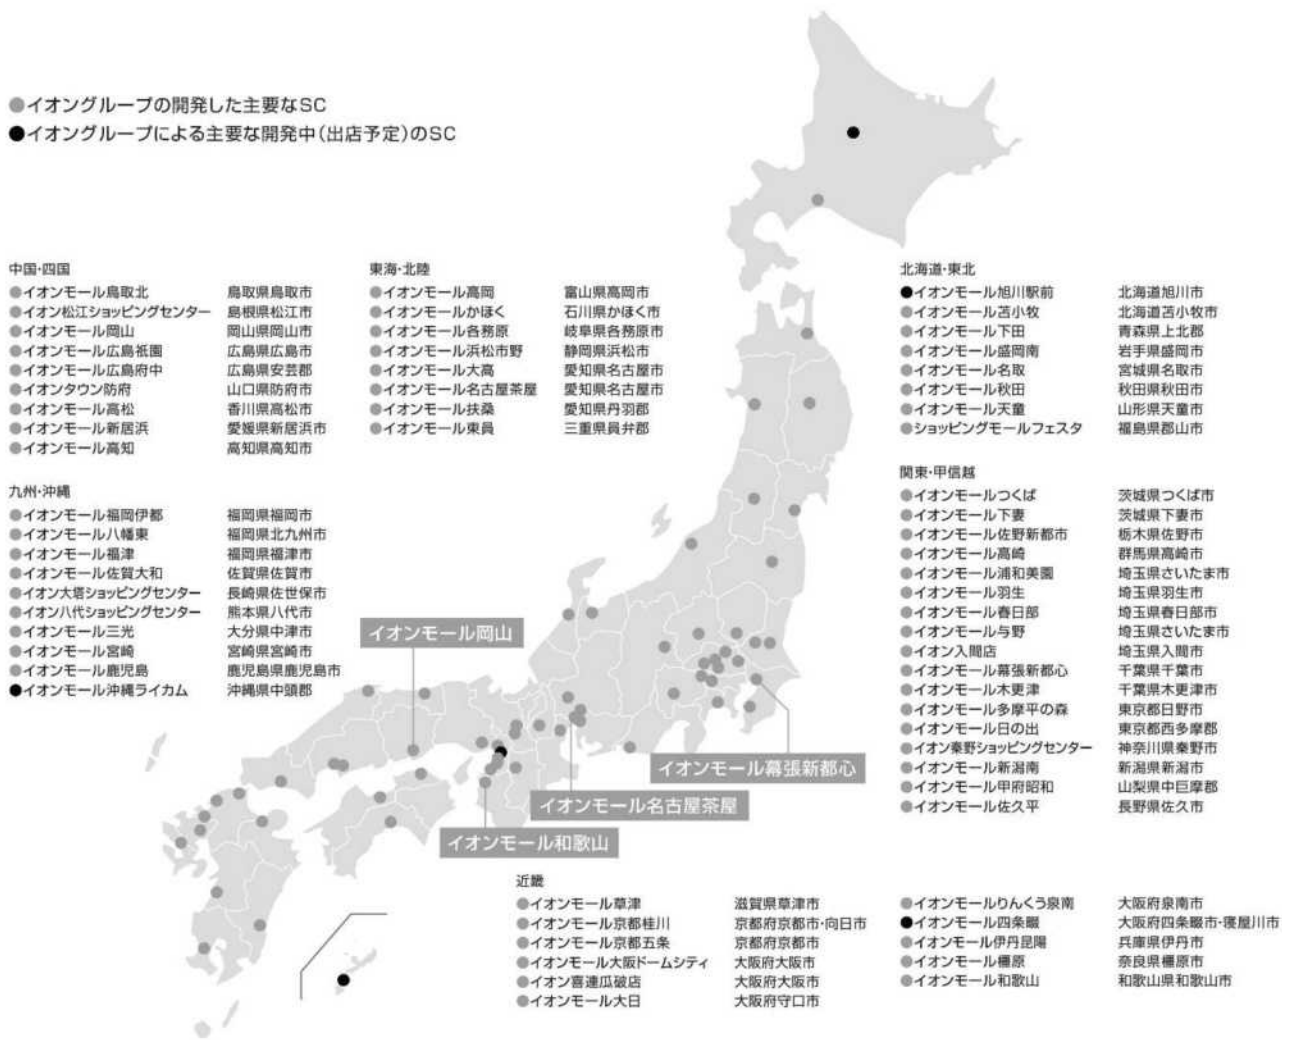 ●イオングループの開発した主要なSC
●イオングループによる主要な開発中(出店予定)のSC
中国・四国
●イオンモール鳥取北 鳥取県鳥取市
●イオン松江ショッピングセンター 島根県松江市
●イオンモール岡山 岡山県岡山市
●イオンモール広島祇園 広島県広島市
●イオンモール広島府中 広島県安芸郡
●イオンタウン防府 山口県防府市
●イオンモール高松 香川県高松市
●イオンモール新居浜 愛媛県新居浜市
●イオンモール高知 高知県高知市
九州・沖縄
●イオンモール福岡伊都 福岡県福岡市
●イオンモール八幡東 福岡県北九州市
●イオンモール福津 福岡県福津市
●イオンモール佐賀大和 佐賀県佐賀市
●イオン大塔ショッピングセンター 長崎県佐世保市
●イオン八代ショッピングセンター 熊本県八代市
●イオンモール三光 大分県中津市
●イオンモール宮崎 宮崎県宮崎市
●イオンモール鹿児島 鹿児島県鹿児島市
●イオンモール沖縄ライカム 沖縄県中頭郡
東海・北陸
●イオンモール高岡 富山県高岡市
●イオンモールかほく 石川県かほく市
●イオンモール各務原 岐阜県各務原市
●イオンモール浜松市野 静岡県浜松市
●イオンモール大高 愛知県名古屋市
●イオンモール名古屋茶屋 愛知県名古屋市
●イオンモール扶桑 愛知県丹羽郡
●イオンモール東員 三重県員弁郡
北海道・東北
●イオンモール旭川駅前 北海道旭川市
●イオンモール苫小牧 北海道苫小牧市
●イオンモール下田 青森県上北郡
●イオンモール盛岡南 岩手県盛岡市
●イオンモール名取 宮城県名取市
●イオンモール秋田 秋田県秋田市
●イオンモール天童 山形県天童市
●ショッピングモールフェスタ 福島県郡山市
関東・甲信越
●イオンモールつくば 茨城県つくば市
●イオンモール下妻 茨城県下妻市
●イオンモール佐野新都市 栃木県佐野市
●イオンモール高崎 群馬県高崎市
●イオンモール浦和美園 埼玉県さいたま市
●イオンモール羽生 埼玉県羽生市
●イオンモール春日部 埼玉県春日部市
●イオンモール与野 埼玉県さいたま市
●イオン入間店 埼玉県入間市
●イオンモール幕張新都心 千葉県千葉市
●イオンモール木更津 千葉県木更津市
●イオンモール多摩平の森 東京都日野市
●イオンモール日の出 東京都西多摩郡
●イオン秦野ショッピングセンター 神奈川県秦野市
●イオンモール新潟南 新潟県新潟市
●イオンモール甲府昭和 山梨県中巨摩郡
●イオンモール佐久平 長野県佐久市
イオンモール岡山
イオンモール幕張新都心
イオンモール名古屋茶屋
イオンモール和歌山
近畿
●イオンモール草津 滋賀県草津市
●イオンモール京都桂川 京都府京都市・向日市
●イオンモール京都五条 京都府京都市
●イオンモール大阪ドームシティ 大阪府大阪市
●イオン喜連瓜破店 大阪府大阪市
●イオンモール大日 大阪府守口市
●イオンモールりんくう泉南 大阪府泉南市
●イオンモール四條畷 大阪府四條畷市・寝屋川市
●イオンモール伊丹昆陽 兵庫県伊丹市
●イオンモール橿原 奈良県橿原市
●イオンモール和歌山 和歌山県和歌山市